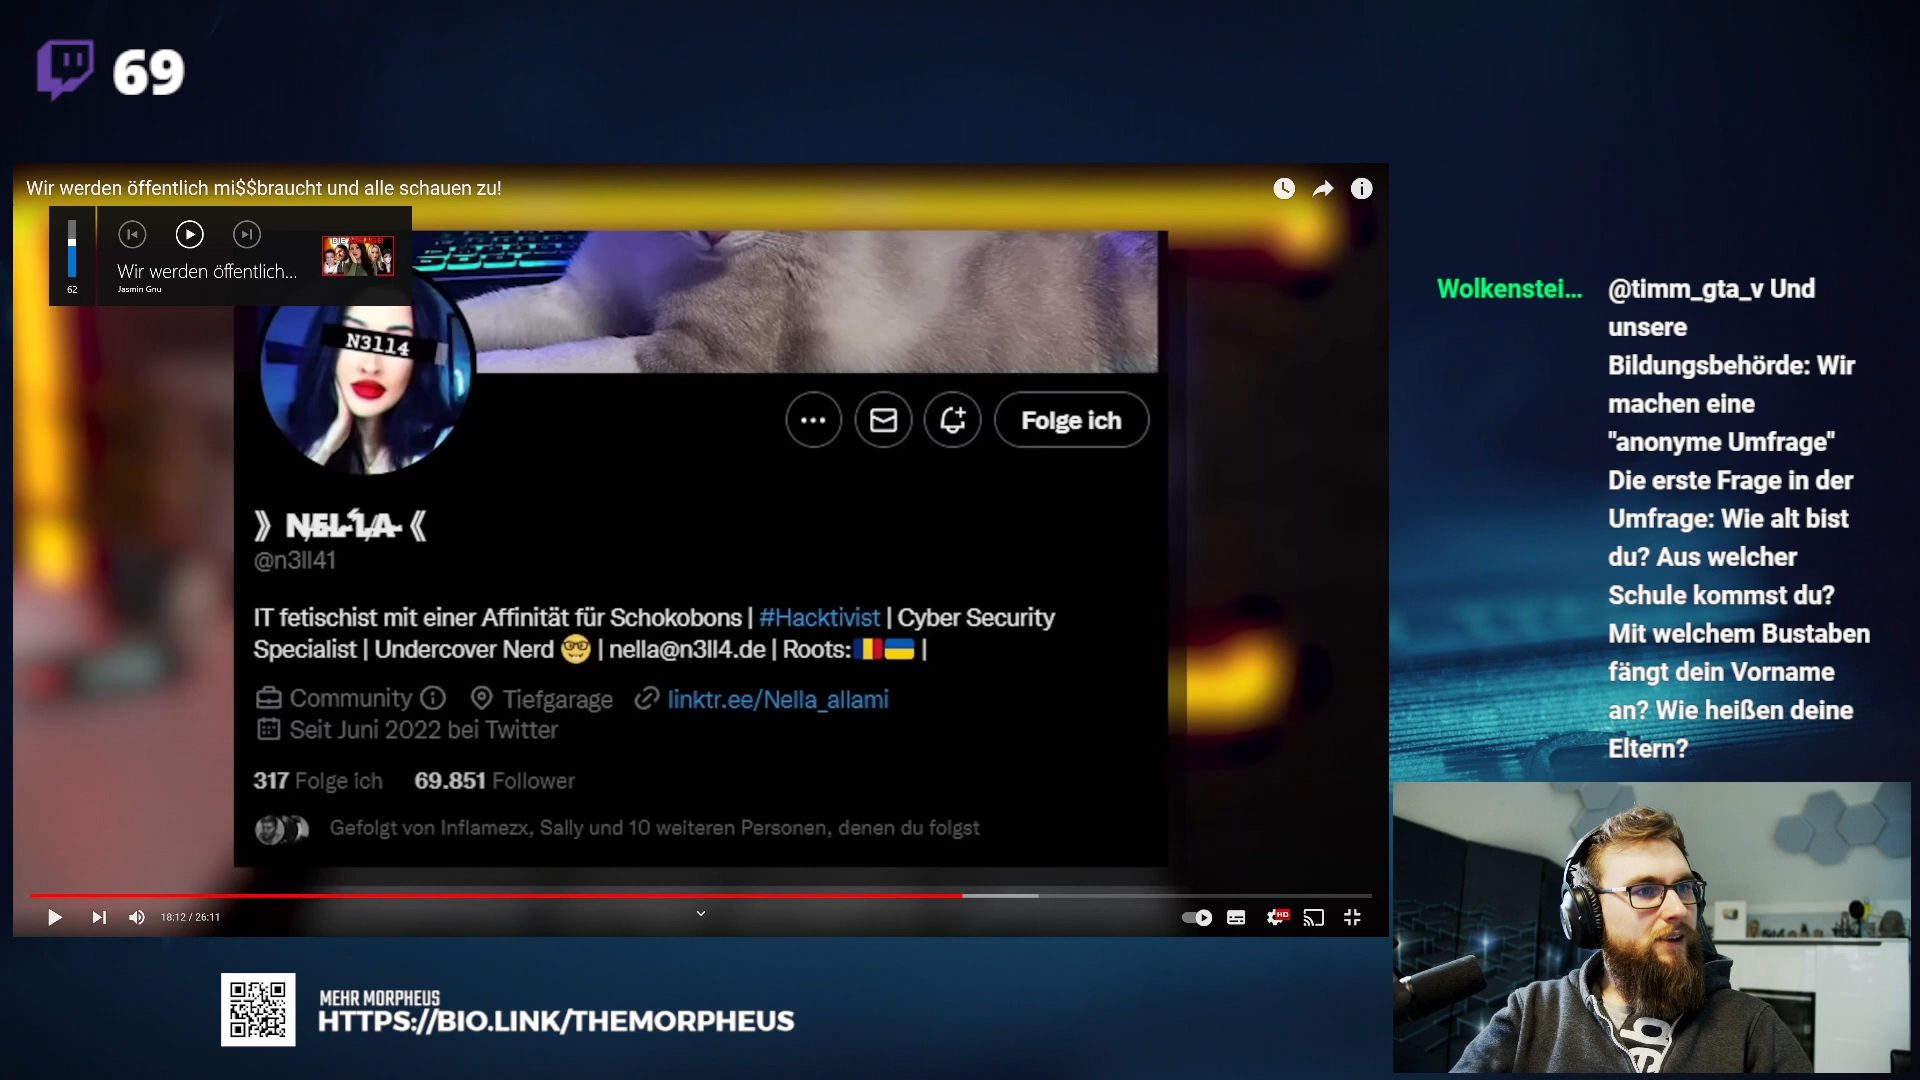 69
Wir werden öffentlich mi$$braucht und alle schauen zu!
Wir werden öffentlich...
Jasmin Gnu
62
N3114
》 NEL1A 《
@n3ll41
Folge ich
IT fetischist mit einer Affinität für Schokobons | #Hacktivist | Cyber Security
Specialist | Undercover Nerd 🤓 | nella@n3ll4.de | Roots:🇷🇴🇺🇦 |
Community Tiefgarage linktr.ee/Nella_allami
Seit Juni 2022 bei Twitter
317 Folge ich 69.851 Follower
Gefolgt von Inflamezx, Sally und 10 weiteren Personen, denen du folgst
18:12 / 26:11
HD
Wolkenstei...
@timm_gta_v Und
unsere
Bildungsbehörde: Wir
machen eine
"anonyme Umfrage"
Die erste Frage in der
Umfrage: Wie alt bist
du? Aus welcher
Schule kommst du?
Mit welchem Bustaben
fängt dein Vorname
an? Wie heißen deine
Eltern?
MEHR MORPHEUS
HTTPS://BIO.LINK/THEMORPHEUS